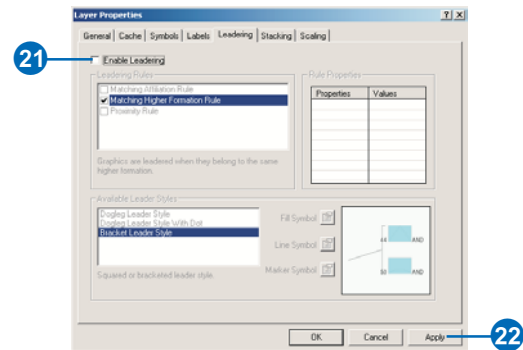 Layer Properties
General Cache Symbols Labels Leadering Stacking Scaling
21
Enable Leadering
Leadering Rules
Matching Affiliation Rule
Matching Higher Formation Rule
Proximity Rule
Graphics are leadered when they belong to the same
higher formation.
Rule Properties
Properties Values
Available Leader Styles
Dogleg Leader Style
Dogleg Leader Style With Dot
Bracket Leader Style
Squared or bracketed leader style.
Fill Symbol
Line Symbol
Marker Symbol
44 AND
50 AND
OK Cancel Apply
22